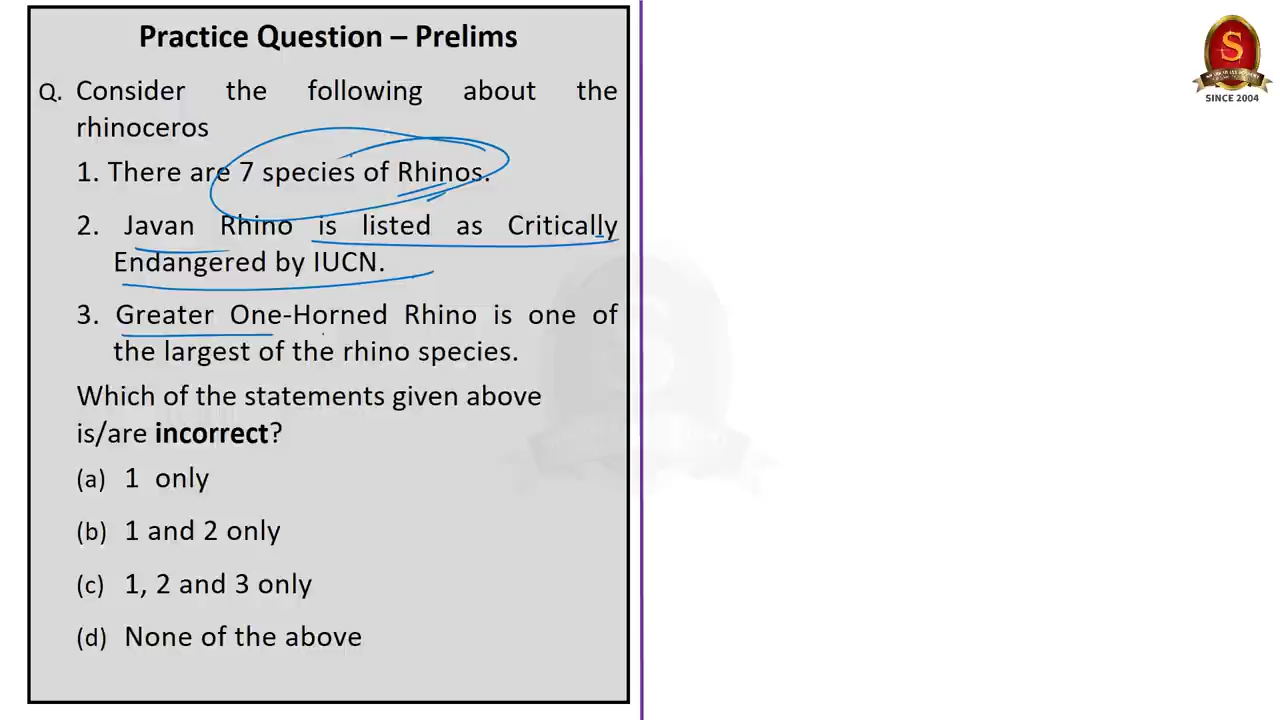 Practice Question – Prelims
Q. Consider the following about the
rhinoceros
1. There are 7 species of Rhinos.
2. Javan Rhino is listed as Critically
Endangered by IUCN.
3. Greater One-Horned Rhino is one of
the largest of the rhino species.
Which of the statements given above
is/are incorrect?
(a) 1 only
(b) 1 and 2 only
(c) 1, 2 and 3 only
(d) None of the above
S
SINCE 2004